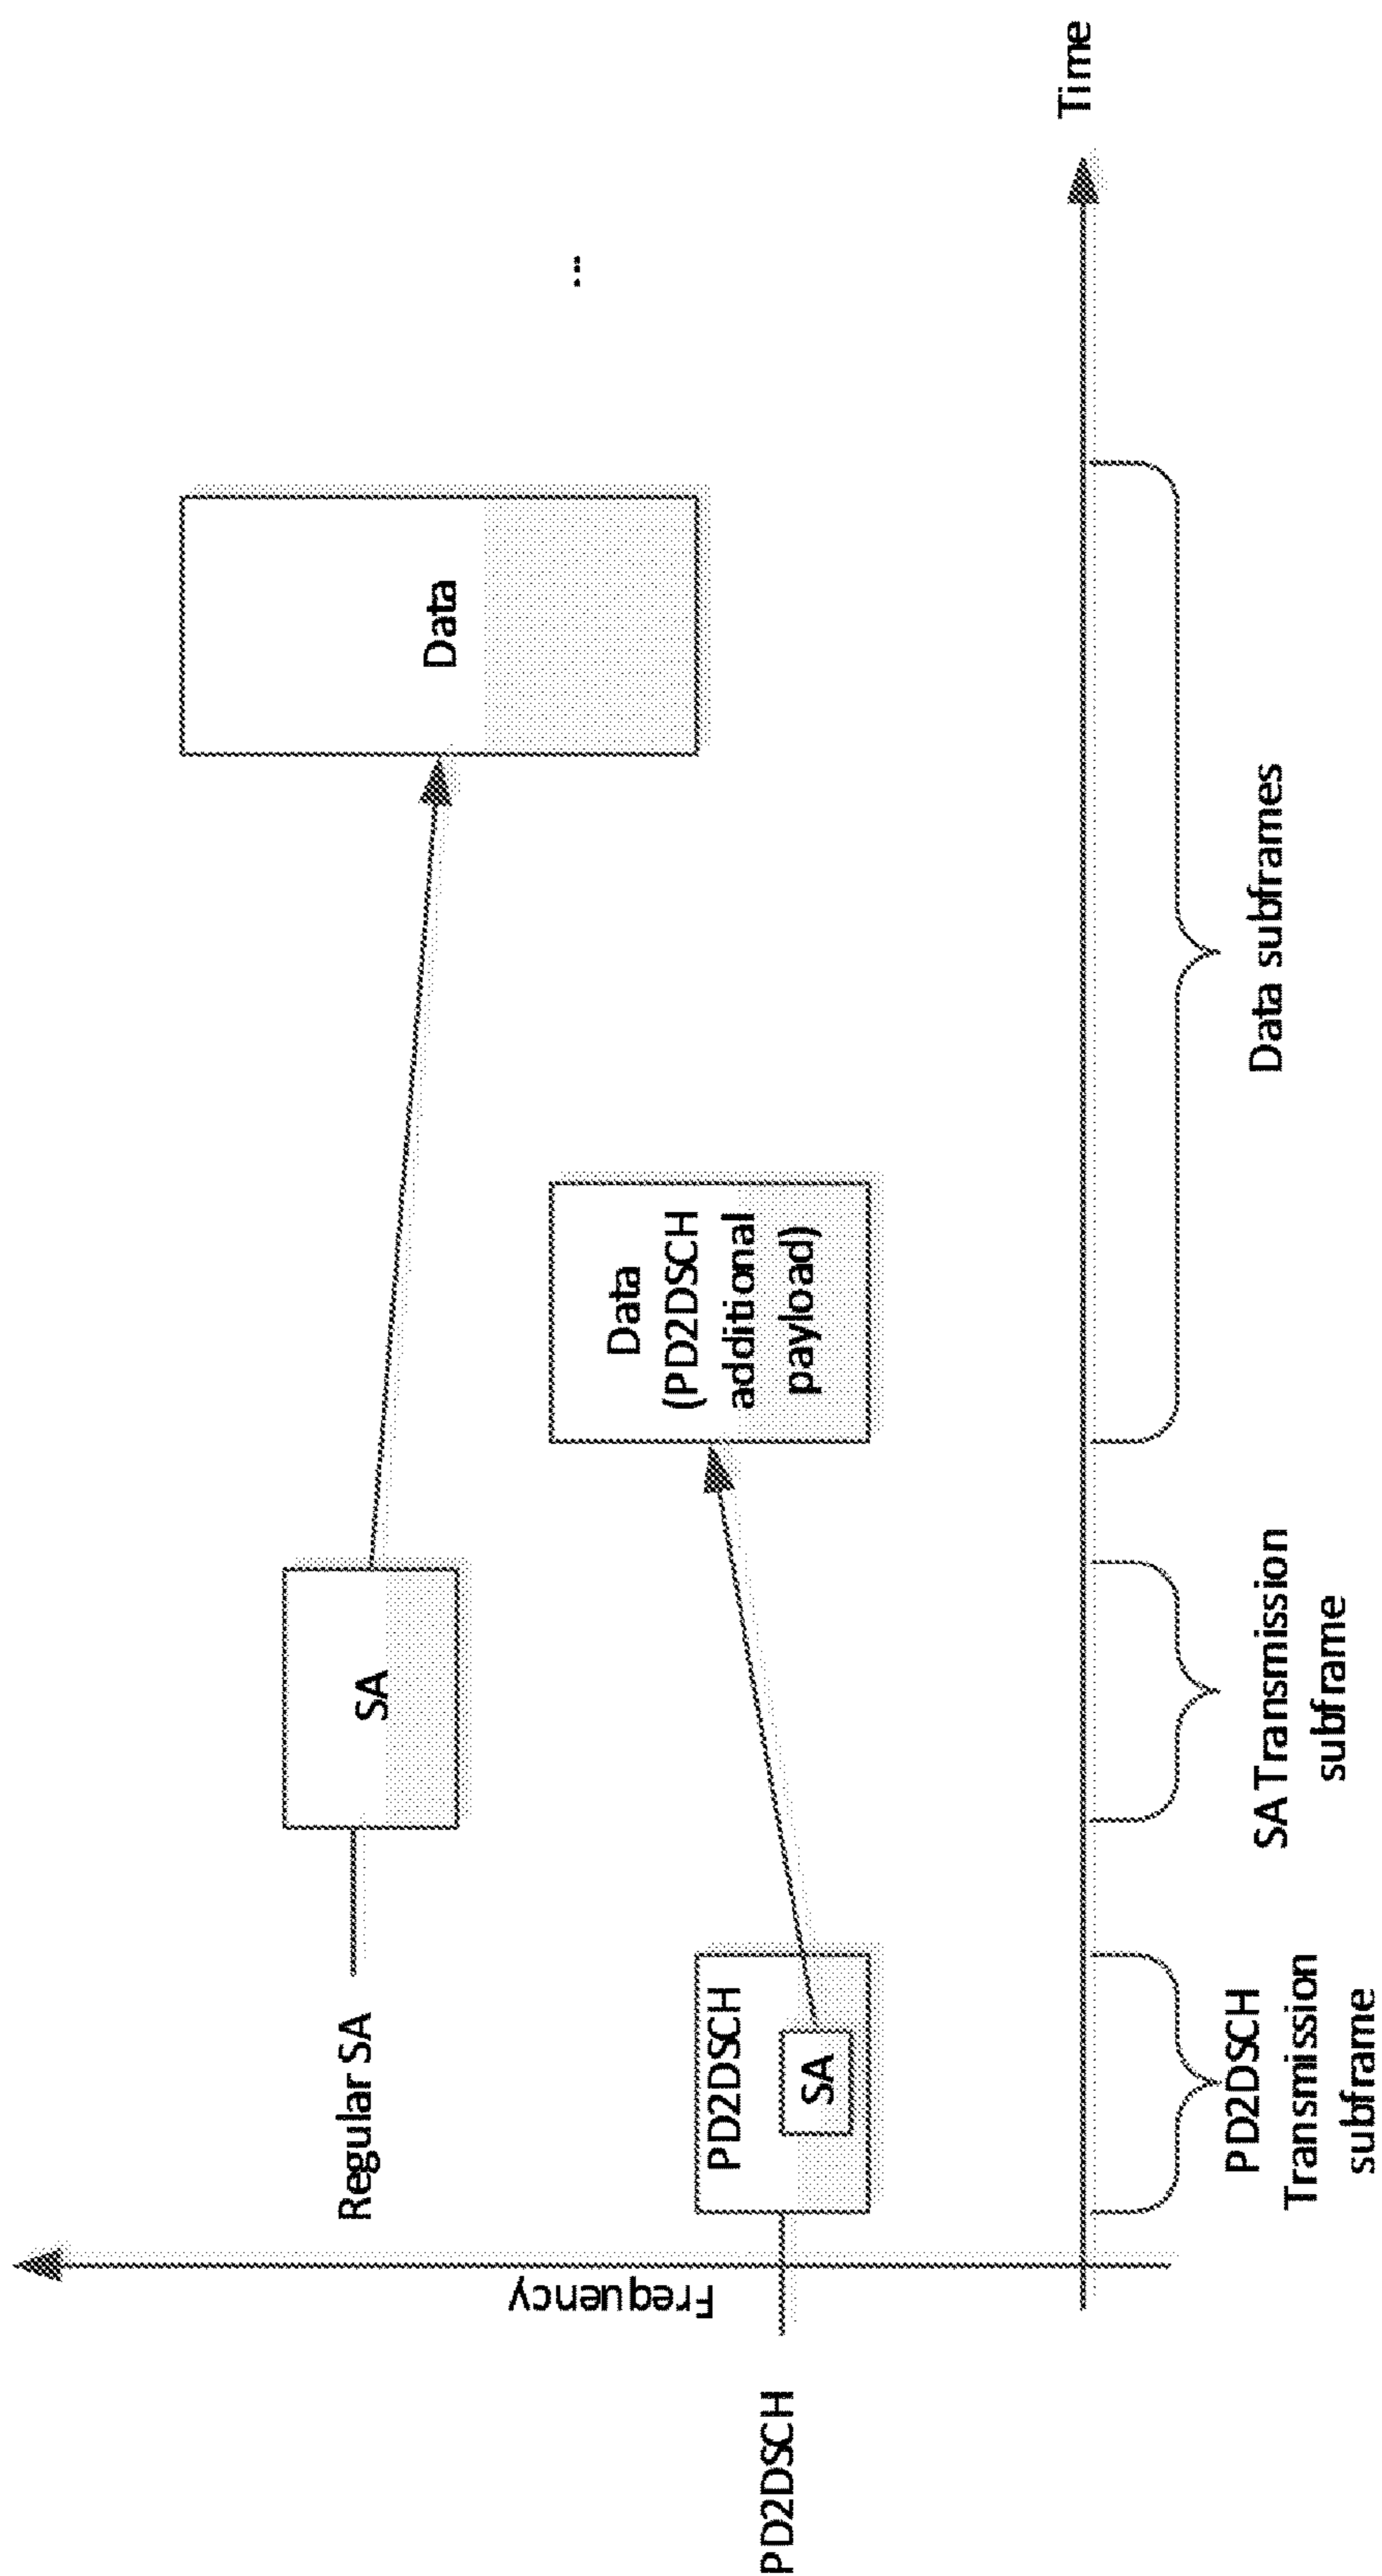 Frequency
Regular SA
SA
Data
...
PD2DSCH
PD2DSCH
SA
Data
(PD2DSCH
additional
payload)
Time
PD2DSCH
Transmission
subframe
SA Transmission
subframe
Data subframes